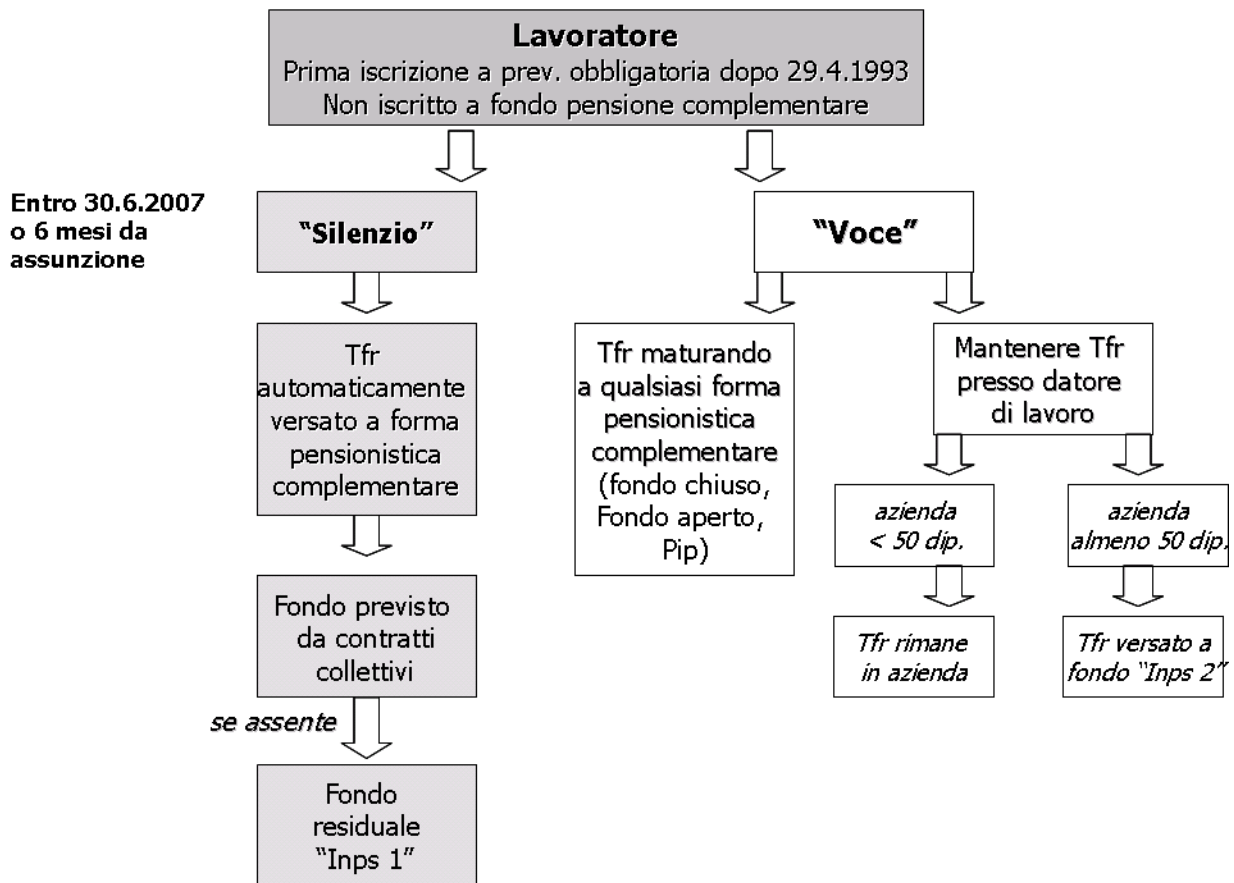 Lavoratore
Prima iscrizione a prev. obbligatoria dopo 29.4.1993
Non iscritto a fondo pensione complementare
Entro 30.6.2007
o 6 mesi da
assunzione
“Silenzio”
“Voce”
Tfr
automaticamente
versato a forma
pensionistica
complementare
Tfr maturando
a qualsiasi forma
pensionistica
complementare
(fondo chiuso,
Fondo aperto,
Pip)
Mantenere Tfr
presso datore
di lavoro
azienda
< 50 dip.
azienda
almeno 50 dip.
Fondo previsto
da contratti
collettivi
Tfr rimane
in azienda
Tfr versato a
fondo “Inps 2”
se assente
Fondo
residuale
“Inps 1”